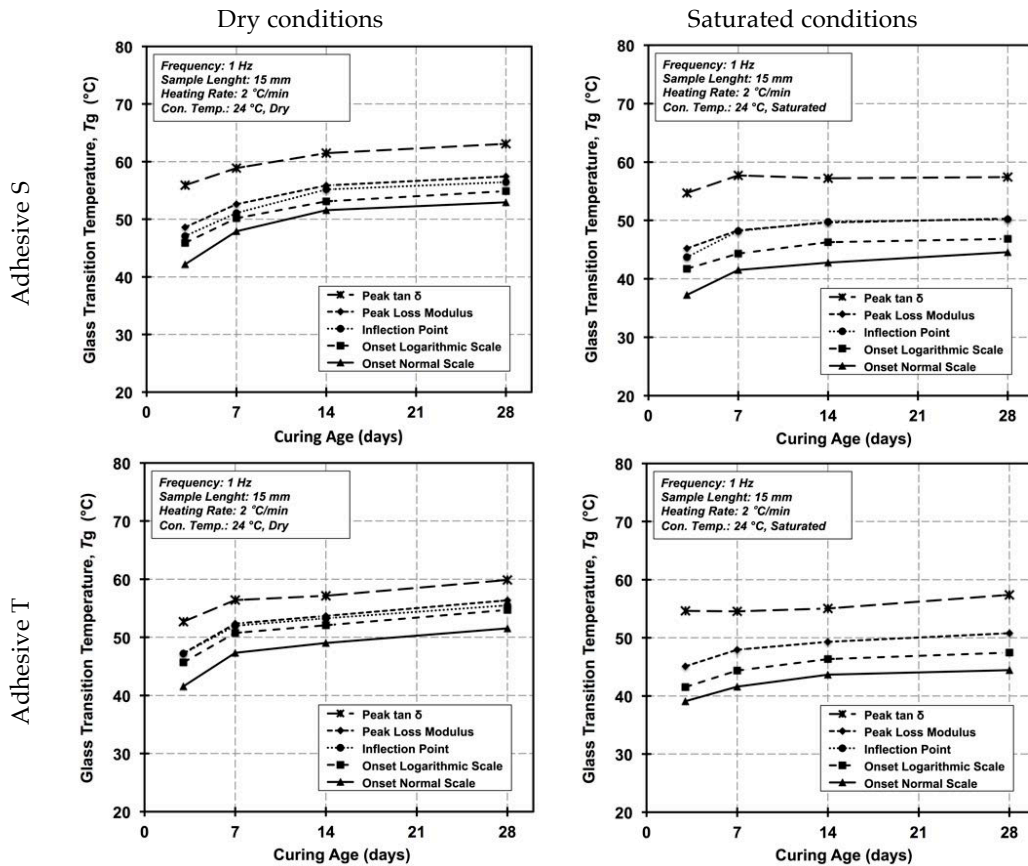 Dry conditions
Saturated conditions
Adhesive S
Glass Transition Temperature, Tg (°C)
80
70
60
50
40
30
20
Frequency: 1 Hz
Sample Lenght: 15 mm
Heating Rate: 2 °C/min
Con. Temp.: 24 °C, Dry
Peak tan δ
Peak Loss Modulus
Inflection Point
Onset Logarithmic Scale
Onset Normal Scale
0 7 14 21 28
Curing Age (days)
Glass Transition Temperature, Tg (°C)
80
70
60
50
40
30
20
Frequency: 1 Hz
Sample Lenght: 15 mm
Heating Rate: 2 °C/min
Con. Temp.: 24 °C, Saturated
Peak tan δ
Peak Loss Modulus
Inflection Point
Onset Logarithmic Scale
Onset Normal Scale
0 7 14 21 28
Curing Age (days)
Adhesive T
Glass Transition Temperature, Tg (°C)
80
70
60
50
40
30
20
Frequency: 1 Hz
Sample Lenght: 15 mm
Heating Rate: 2 °C/min
Con. Temp.: 24 °C, Dry
Peak tan δ
Peak Loss Modulus
Inflection Point
Onset Logarithmic Scale
Onset Normal Scale
0 7 14 21 28
Curing Age (days)
Glass Transition Temperature, Tg (°C)
80
70
60
50
40
30
20
Frequency: 1 Hz
Sample Lenght: 15 mm
Heating Rate: 2 °C/min
Con. Temp.: 24 °C, Saturated
Peak tan δ
Peak Loss Modulus
Inflection Point
Onset Logarithmic Scale
Onset Normal Scale
0 7 14 21 28
Curing Age (days)